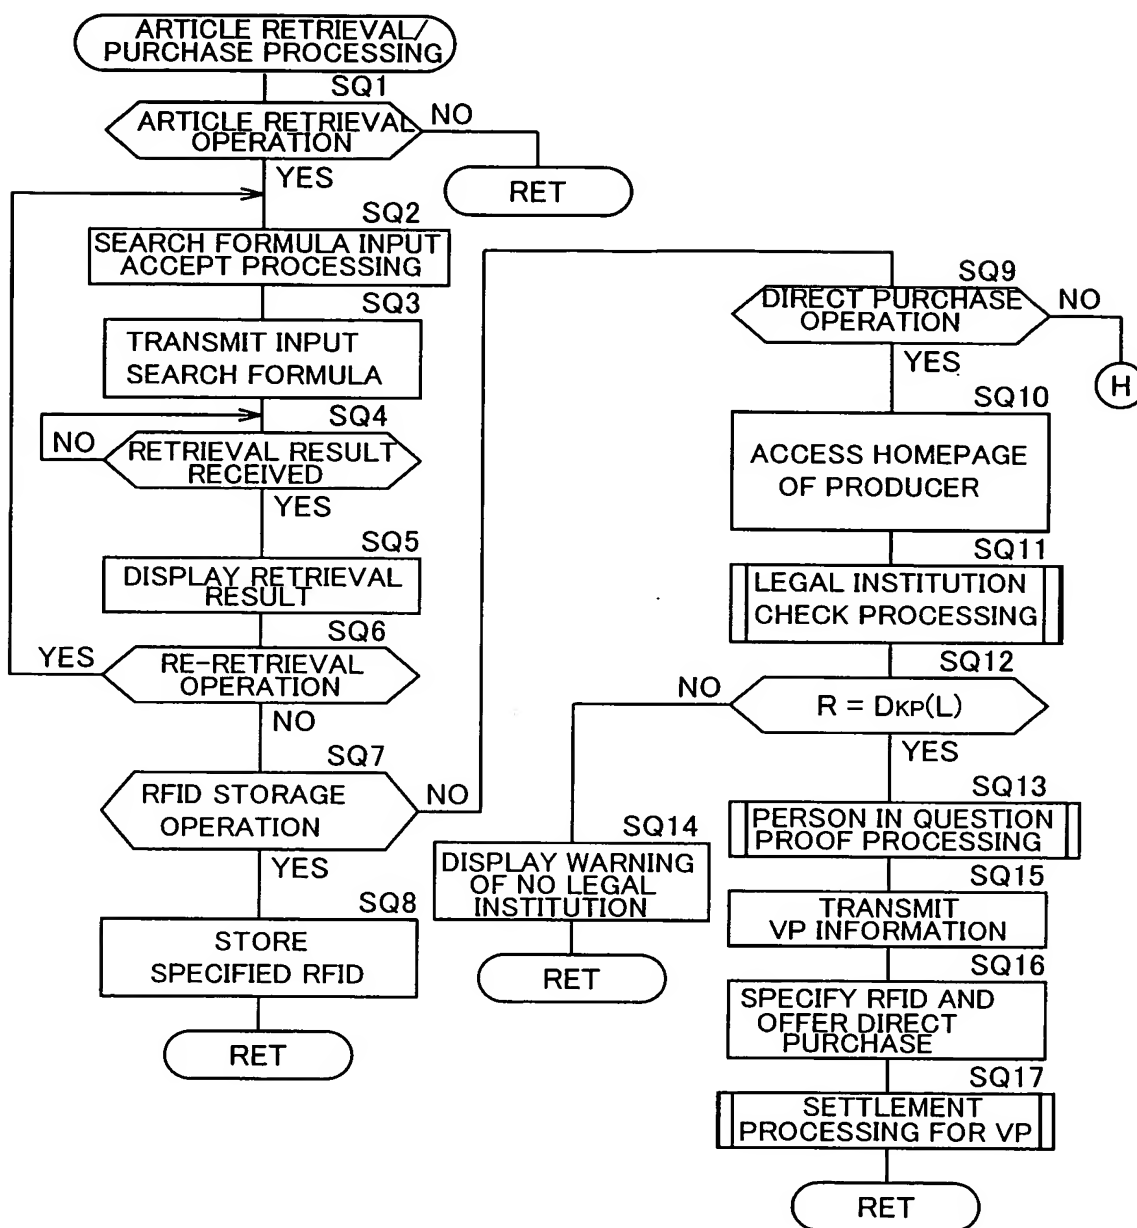 ARTICLE RETRIEVAL/
PURCHASE PROCESSING
SQ1
ARTICLE RETRIEVAL
OPERATION
NO
RET
YES
SQ2
SEARCH FORMULA INPUT
ACCEPT PROCESSING
SQ3
TRANSMIT INPUT
SEARCH FORMULA
SQ4
NO
RETRIEVAL RESULT
RECEIVED
YES
SQ5
DISPLAY RETRIEVAL
RESULT
SQ6
YES
RE-RETRIEVAL
OPERATION
NO
SQ7
RFID STORAGE
OPERATION
NO
YES
SQ8
STORE
SPECIFIED RFID
RET
SQ9
DIRECT PURCHASE
OPERATION
NO
H
YES
SQ10
ACCESS HOMEPAGE
OF PRODUCER
SQ11
LEGAL INSTITUTION
CHECK PROCESSING
SQ12
NO
R = DKP(L)
YES
SQ14
DISPLAY WARNING
OF NO LEGAL
INSTITUTION
RET
SQ13
PERSON IN QUESTION
PROOF PROCESSING
SQ15
TRANSMIT
VP INFORMATION
SQ16
SPECIFY RFID AND
OFFER DIRECT
PURCHASE
SQ17
SETTLEMENT
PROCESSING FOR VP
RET